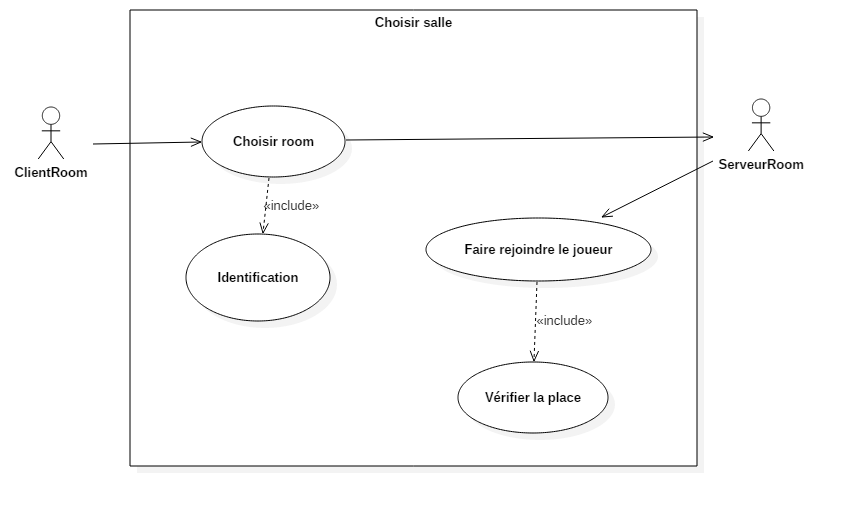 Choisir salle
Choisir room
ClientRoom
ServeurRoom
«include»
Faire rejoindre le joueur
Identification
«include»
Vérifier la place